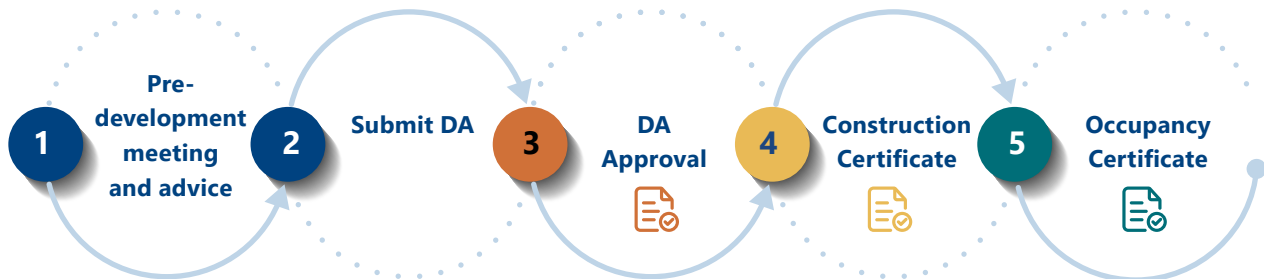 1
Pre-
development
meeting
and advice
2
Submit DA
3
DA
Approval
4
Construction
Certificate
5
Occupancy
Certificate